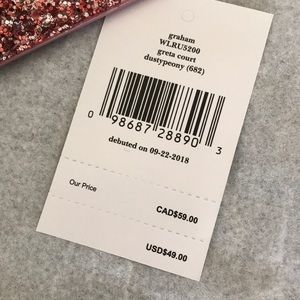 graham
WLRU5200
greta court
dustypeony (682)
0 98687 28890 3
debuted on 09-22-2018
Our Price
CAD$59.00
USD$49.00